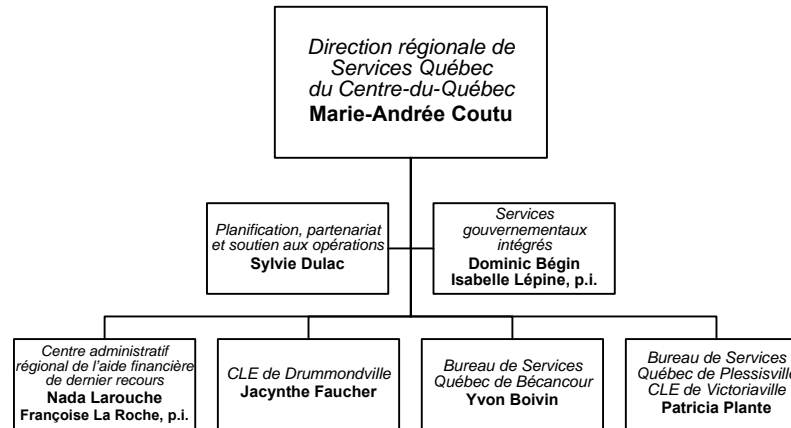 Direction régionale de
Services Québec
du Centre-du-Québec
Marie-Andrée Coutu
Planification, partenariat
et soutien aux opérations
Sylvie Dulac
Services
gouvernementaux
intégrés
Dominic Bégin
Isabelle Lépine, p.i.
Centre administratif
régional de l'aide financière
de dernier recours
Nada Larouche
Françoise La Roche, p.i.
CLE de Drummondville
Jacynthe Faucher
Bureau de Services
Québec de Bécancour
Yvon Boivin
Bureau de Services
Québec de Plessisville
CLE de Victoriaville
Patricia Plante